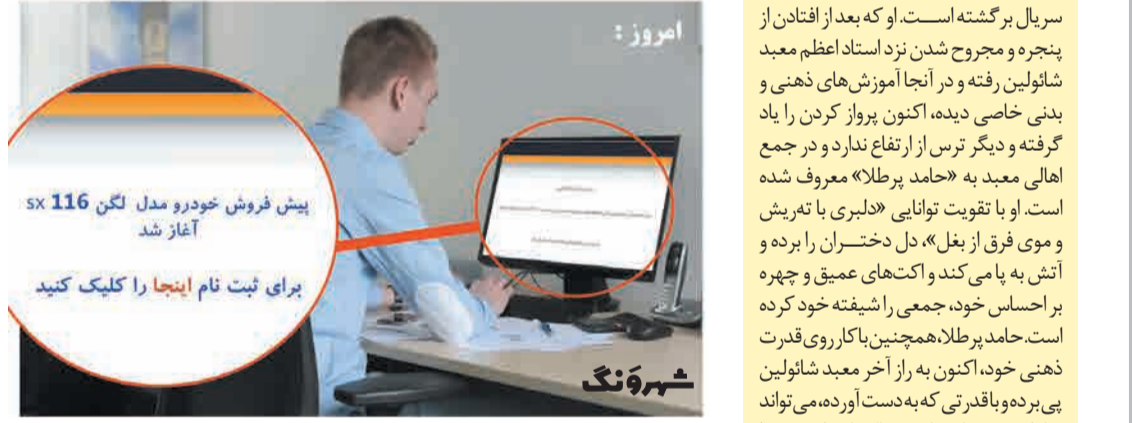 سریال برگشته است. او که بعد از افتادن از
پنجره و مجروح شدن نزد استاد اعظم معبد
شائولین رفته و در آنجا آموزش‌های ذهنی و
بدنی خاصی دیده، اکنون پرواز کردن را یاد
گرفته و دیگر ترس از ارتفاع ندارد و در جمع
اهالی معبد به «حامد پرطلا» معروف شده
است. او با تقویت توانایی «دلبری با ته‌ریش
و موی فرق از بغل»، دل دختران را برده و
آتش به پا می‌کند و اکت‌های عمیق و چهره
بر احساس خود، جمعی را شیفته خود کرده
است. حامد پرطلا، همچنین با کار روی قدرت
ذهنی خود، اکنون به راز آخر معبد شائولین
پی برده و با قدرتی که به دست آورده، می‌تواند
امروز :
پیش فروش خودرو مدل لگن 116 sx
آغاز شد
برای ثبت نام اینجا را کلیک کنید
شهروَنگ